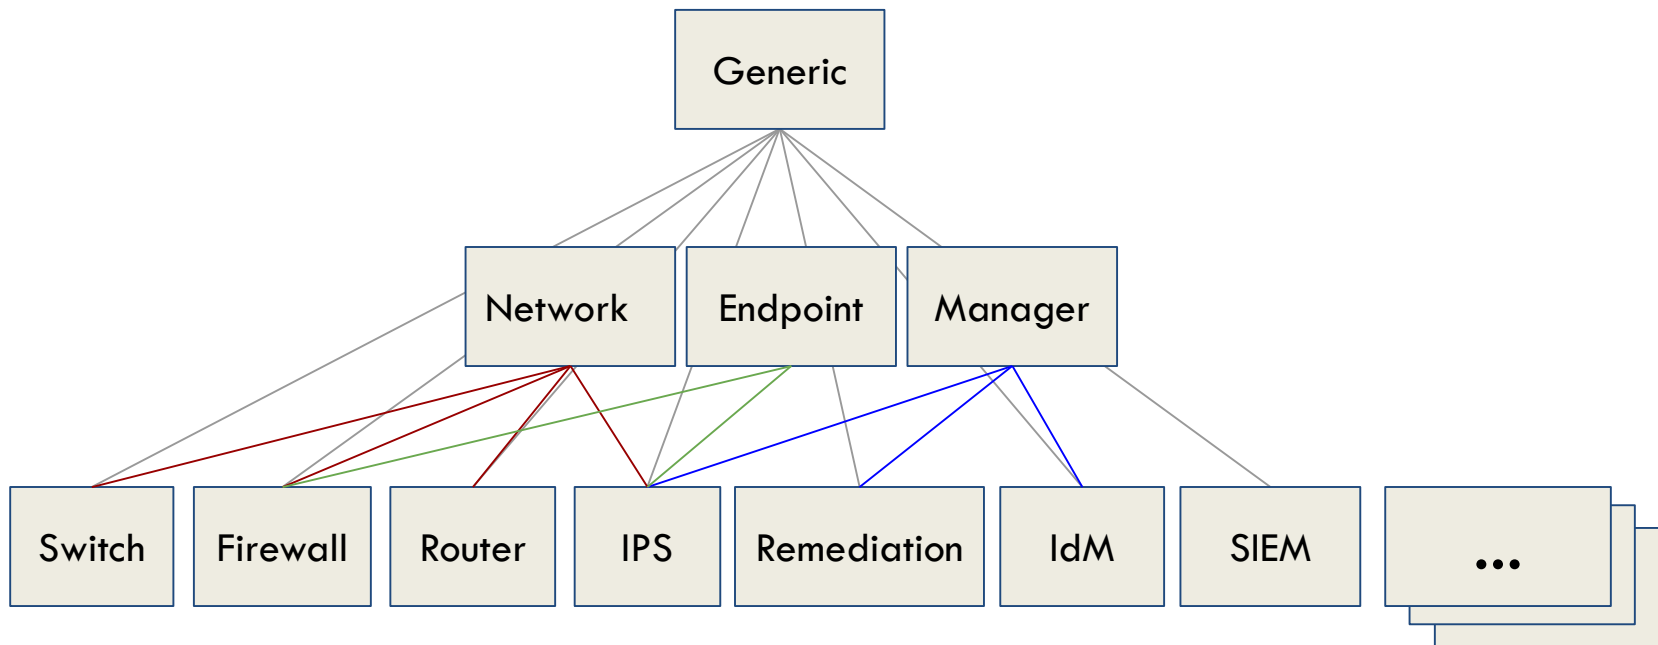 Generic
Network
Endpoint
Manager
Switch
Firewall
Router
IPS
Remediation
IdM
SIEM
...